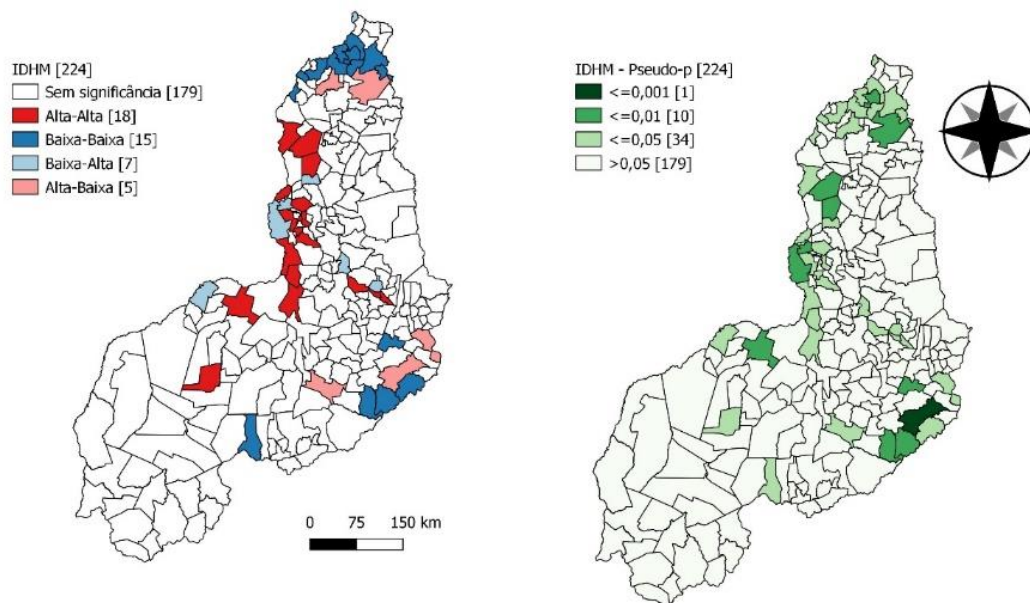 IDHM [224]
Sem significância [179]
Alta-Alta [18]
Baixa-Baixa [15]
Baixa-Alta [7]
Alta-Baixa [5]
0 75 150 km
IDHM - Pseudo-p [224]
<=0,001 [1]
<=0,01 [10]
<=0,05 [34]
>0,05 [179]